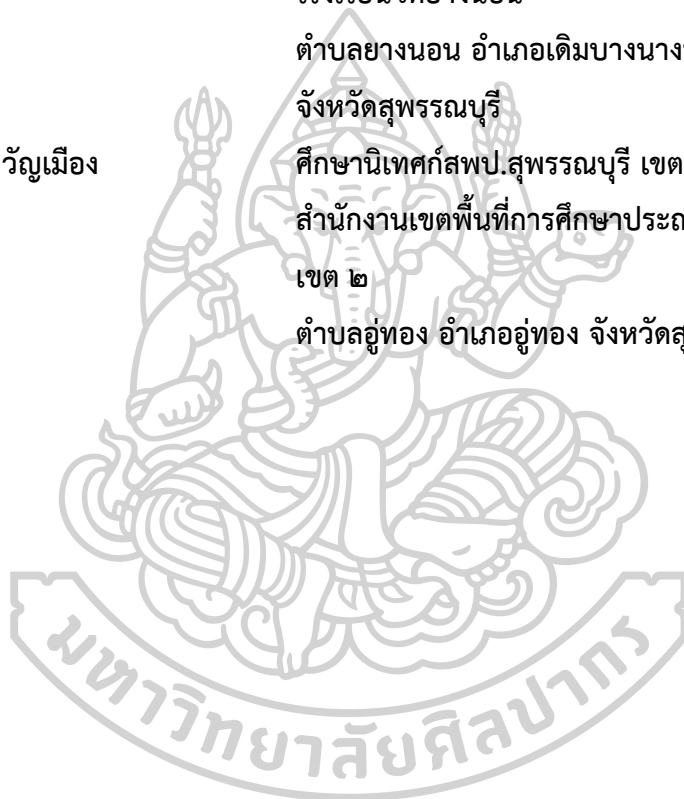 ตำบลยางนอน อำเภอเดิมบางนาง
จังหวัดสุพรรณบุรี
วัญเมือง ศึกษานิเทศก์สพป.สุพรรณบุรี เขต
สำนักงานเขตพื้นที่การศึกษาประถ
เขต ๒
ตำบลอู่ทอง อำเภออู่ทอง จังหวัดสุ
มหาวิทยาลัยศิลปากร